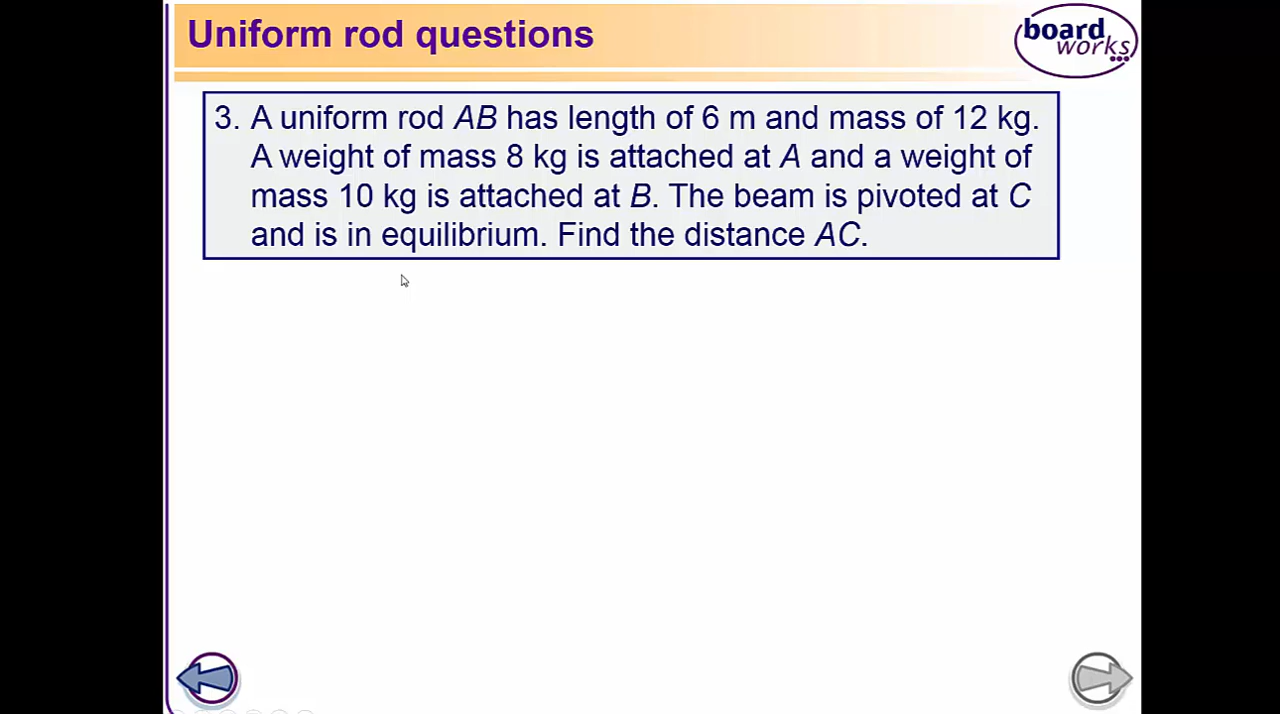 Uniform rod questions
board
works
3. A uniform rod AB has length of 6 m and mass of 12 kg.
A weight of mass 8 kg is attached at A and a weight of
mass 10 kg is attached at B. The beam is pivoted at C
and is in equilibrium. Find the distance AC.